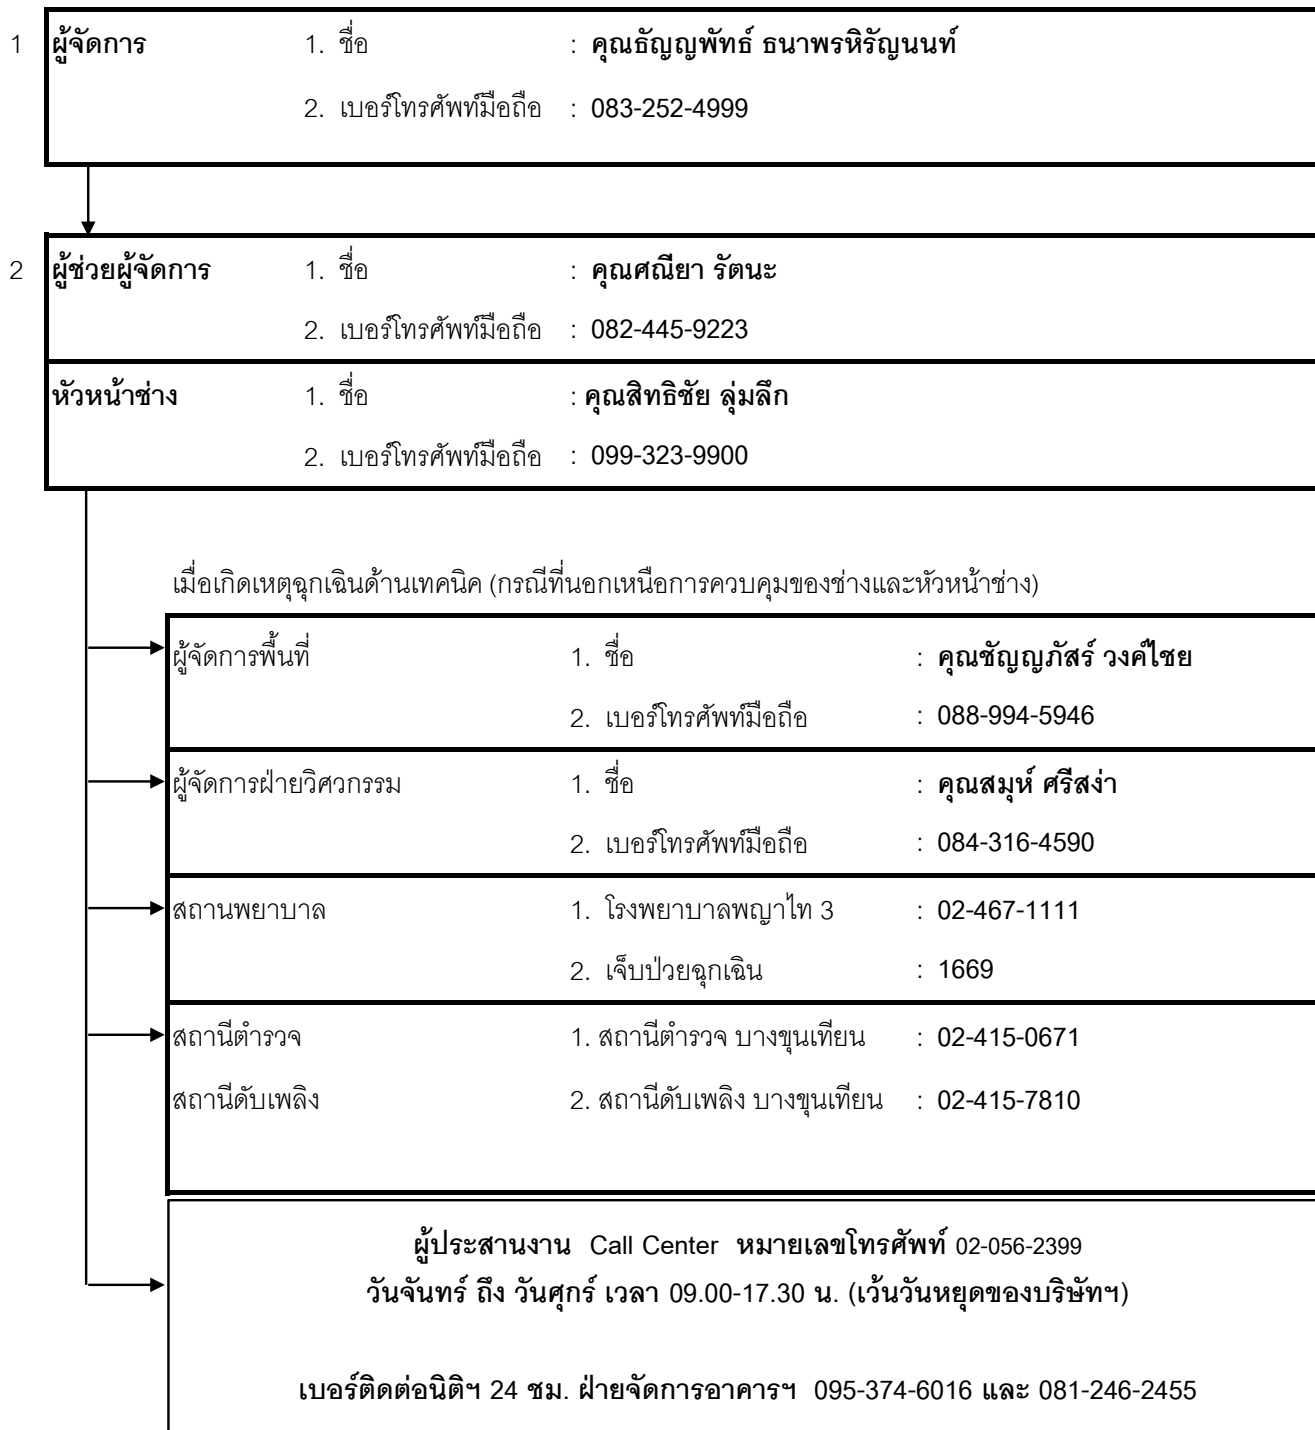 1 ผู้จัดการ 1. ชื่อ : คุณธัญญพัทธ์ ธนาพรหิรัญนนท์
2. เบอร์โทรศัพท์มือถือ : 083-252-4999
2 ผู้ช่วยผู้จัดการ 1. ชื่อ : คุณศณียา รัตนะ
2. เบอร์โทรศัพท์มือถือ : 082-445-9223
หัวหน้าช่าง 1. ชื่อ : คุณสิทธิชัย ลุ่มลึก
2. เบอร์โทรศัพท์มือถือ : 099-323-9900
เมื่อเกิดเหตุฉุกเฉินด้านเทคนิค (กรณีที่นอกเหนือการควบคุมของช่างและหัวหน้าช่าง)
ผู้จัดการพื้นที่ 1. ชื่อ : คุณชัญญภัสร์ วงค์ไชย
2. เบอร์โทรศัพท์มือถือ : 088-994-5946
ผู้จัดการฝ่ายวิศวกรรม 1. ชื่อ : คุณสมุห์ ศรีสง่า
2. เบอร์โทรศัพท์มือถือ : 084-316-4590
สถานพยาบาล 1. โรงพยาบาลพญาไท 3 : 02-467-1111
2. เจ็บป่วยฉุกเฉิน : 1669
สถานีตำรวจ 1. สถานีตำรวจ บางขุนเทียน : 02-415-0671
สถานีดับเพลิง 2. สถานีดับเพลิง บางขุนเทียน : 02-415-7810
ผู้ประสานงาน Call Center หมายเลขโทรศัพท์ 02-056-2399
วันจันทร์ ถึง วันศุกร์ เวลา 09.00-17.30 น. (เว้นวันหยุดของบริษัทฯ)
เบอร์ติดต่อนิติฯ 24 ชม. ฝ่ายจัดการอาคารฯ 095-374-6016 และ 081-246-2455